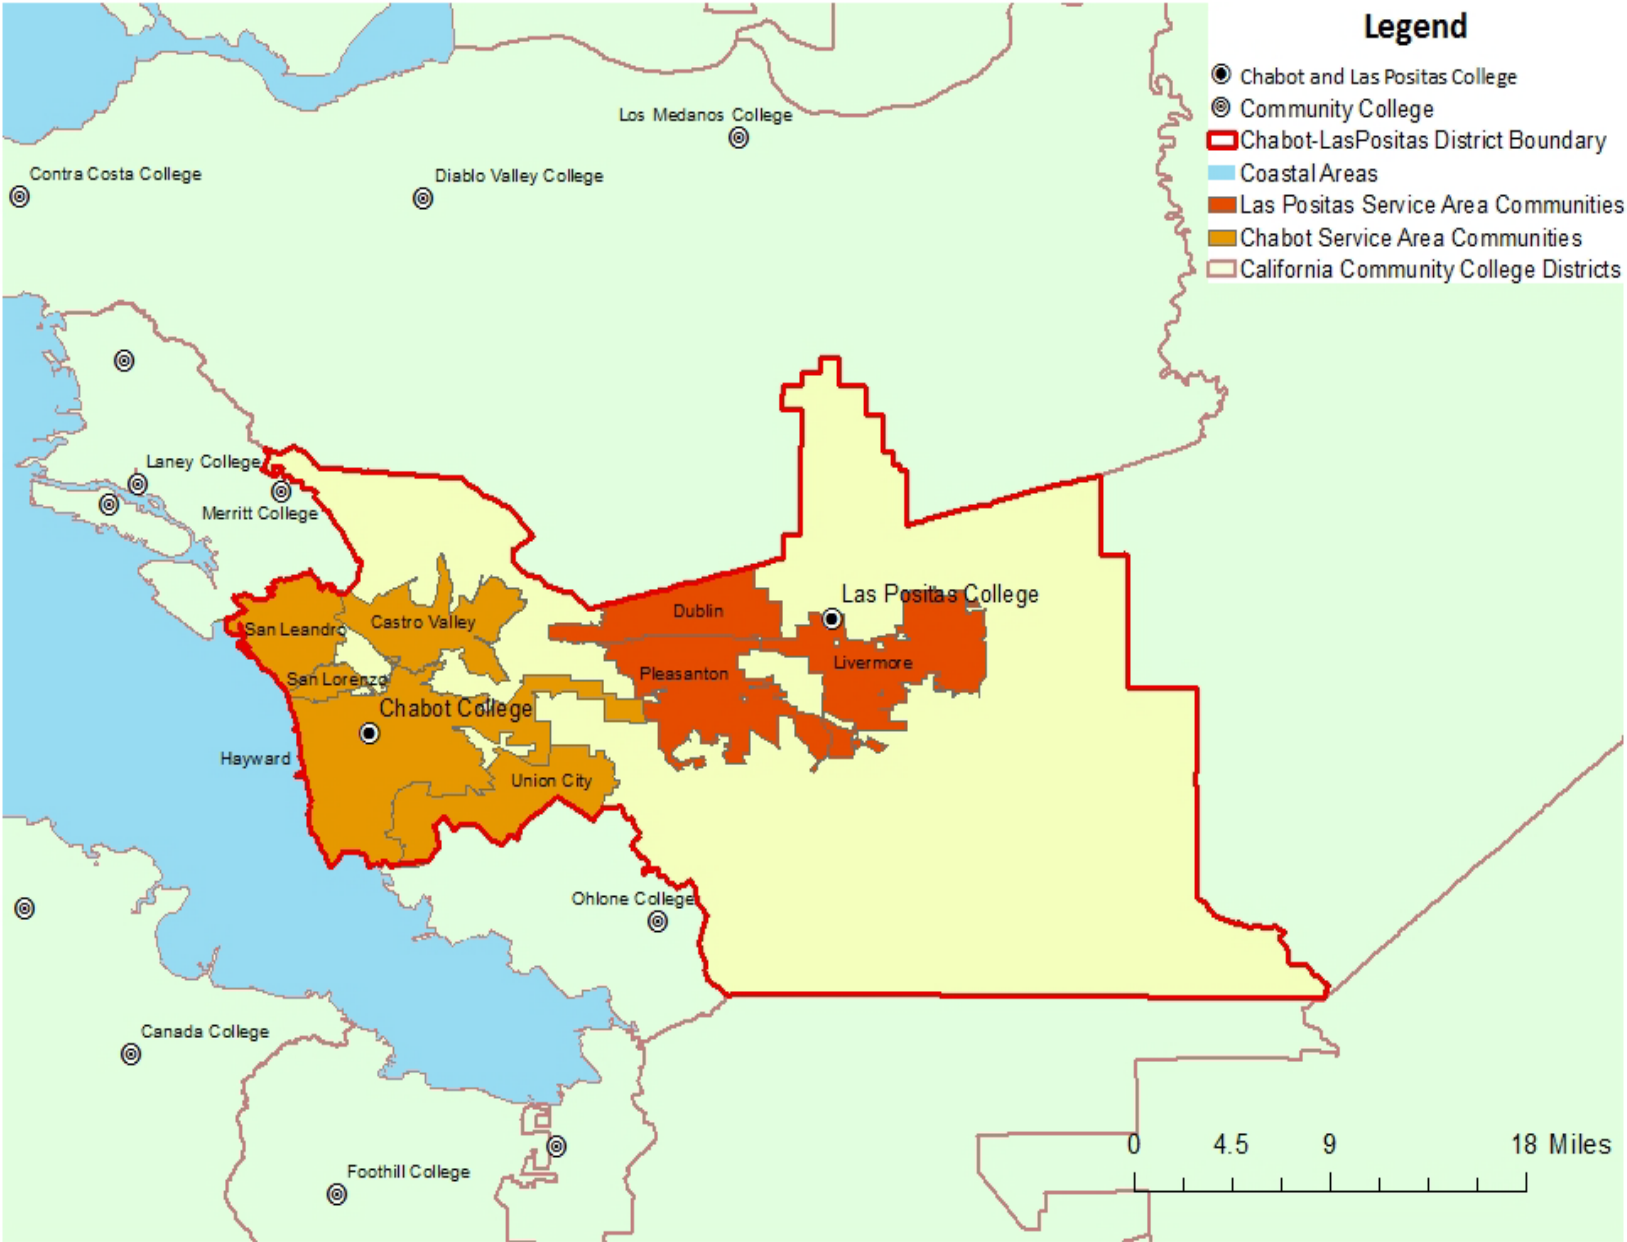 Legend
Chabot and Las Positas College
Community College
Chabot-LasPositas District Boundary
Coastal Areas
Las Positas Service Area Communities
Chabot Service Area Communities
California Community College Districts
Los Medanos College
Contra Costa College
Diablo Valley College
Laney College
Merritt College
Las Positas College
Dublin
San Leandro
Castro Valley
Livermore
Pleasanton
San Lorenzo
Chabot College
Hayward
Union City
Ohlone College
Canada College
Foothill College
0 4.5 9 18 Miles